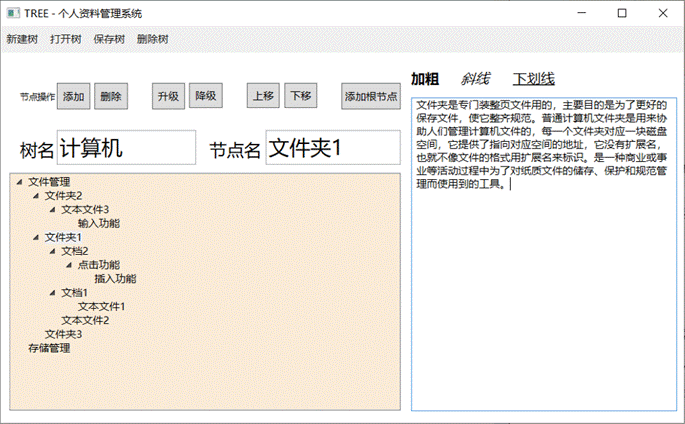 TREE - 个人资料管理系统
新建树 打开树 保存树 删除树
节点操作 添加 删除 升级 降级 上移 下移 添加根节点
树名 计算机 节点名 文件夹1
文件管理
文件夹2
文本文件3
输入功能
文件夹1
文档2
点击功能
插入功能
文档1
文本文件1
文本文件2
文件夹3
存储管理
加粗 斜线 下划线
文件夹是专门装整页文件用的，主要目的是为了更好的
保存文件，使它整齐规范。普通计算机文件夹是用来协
助人们管理计算机文件的，每一个文件夹对应一块磁盘
空间，它提供了指向对应空间的地址，它没有扩展名，
也就不像文件的格式用扩展名来标识。是一种商业或事
业等活动过程中为了对纸质文件的储存、保护和规范管
理而使用到的工具。